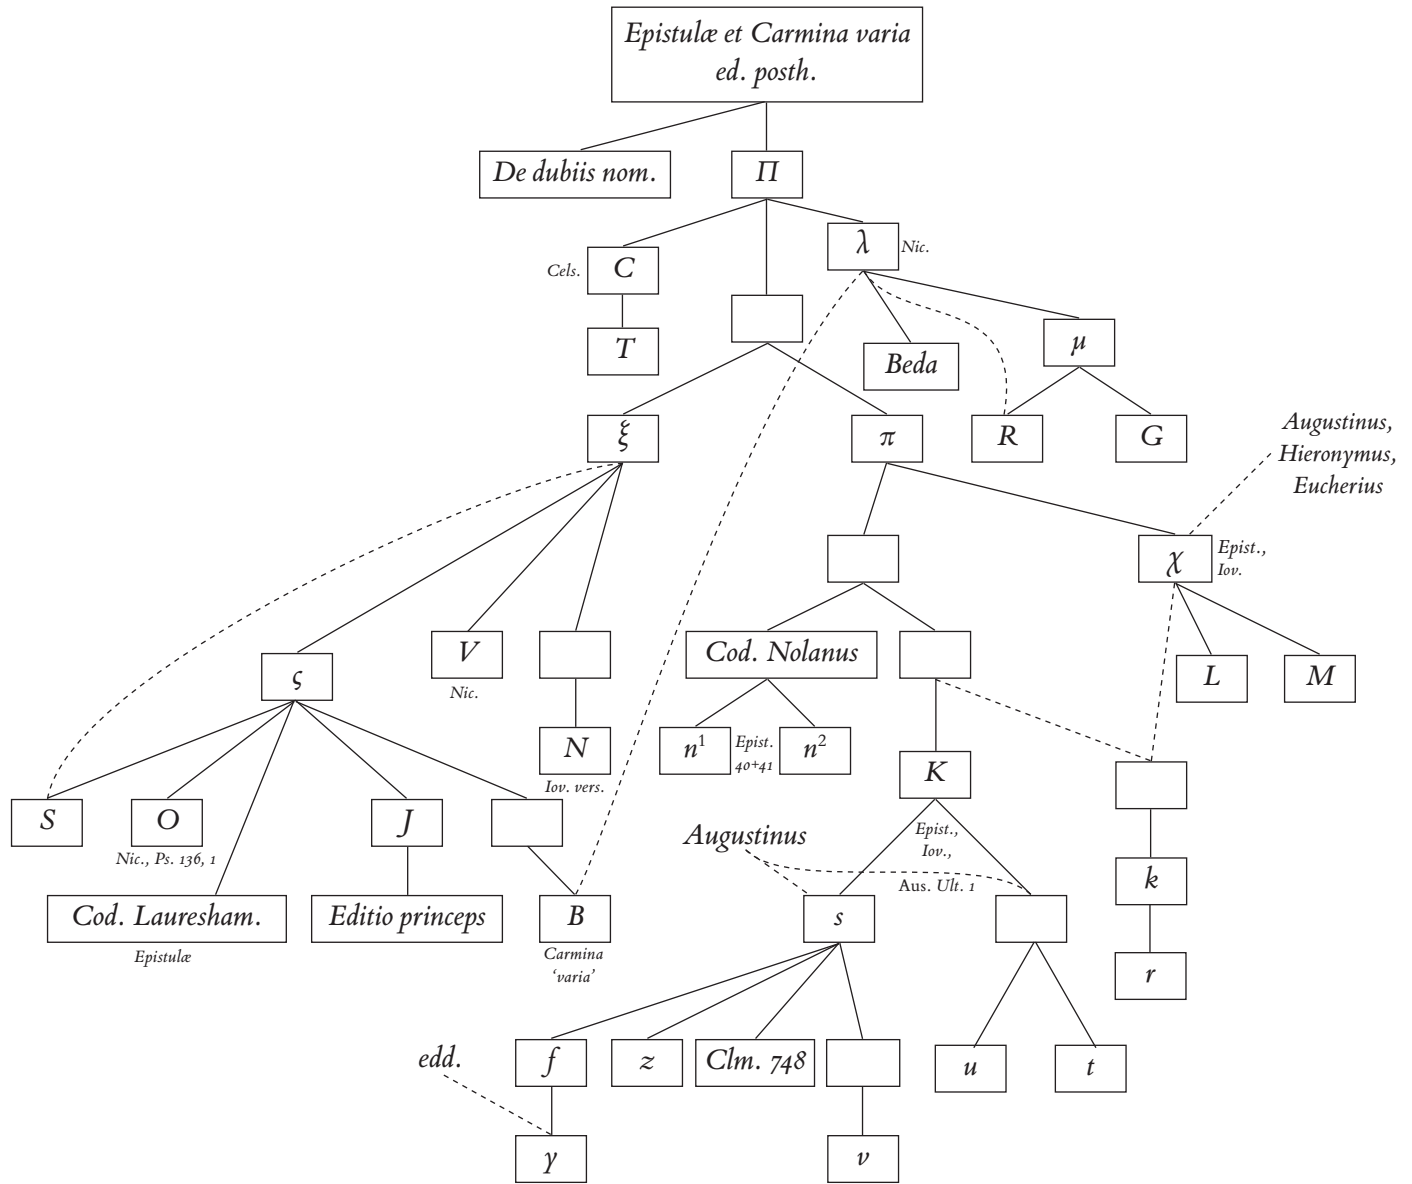 Epistulæ et Carmina varia
ed. posth.
De dubiis nom.
Π
λ
Nic.
Cels.
C
T
Beda
μ
ξ
π
R
G
Augustinus,
Hieronymus,
Eucherius
χ
Epist.,
Iov.
ς
V
Nic.
Cod. Nolanus
L
M
N
Iov. vers.
n¹
Epist.
40+41
n²
K
S
O
Nic., Ps. 136, 1
J
Augustinus
Epist.,
Iov.,
Aus. Ult. 1
k
Cod. Lauresham.
Epistulæ
Editio princeps
B
Carmina
‘varia’
s
r
edd.
f
z
Clm. 748
u
t
γ
v